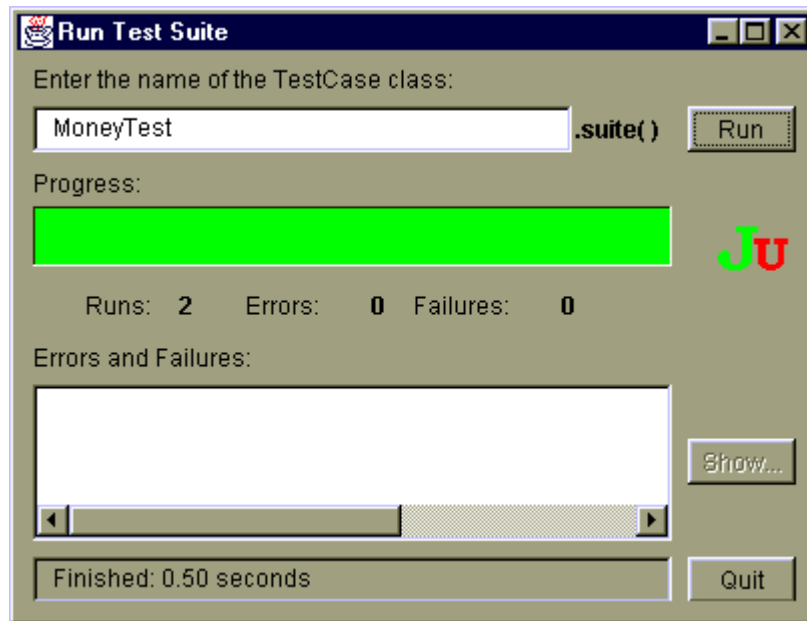 Run Test Suite
Enter the name of the TestCase class:
MoneyTest .suite( ) Run
Progress:
JU
Runs: 2 Errors: 0 Failures: 0
Errors and Failures:
Show...
Finished: 0.50 seconds Quit